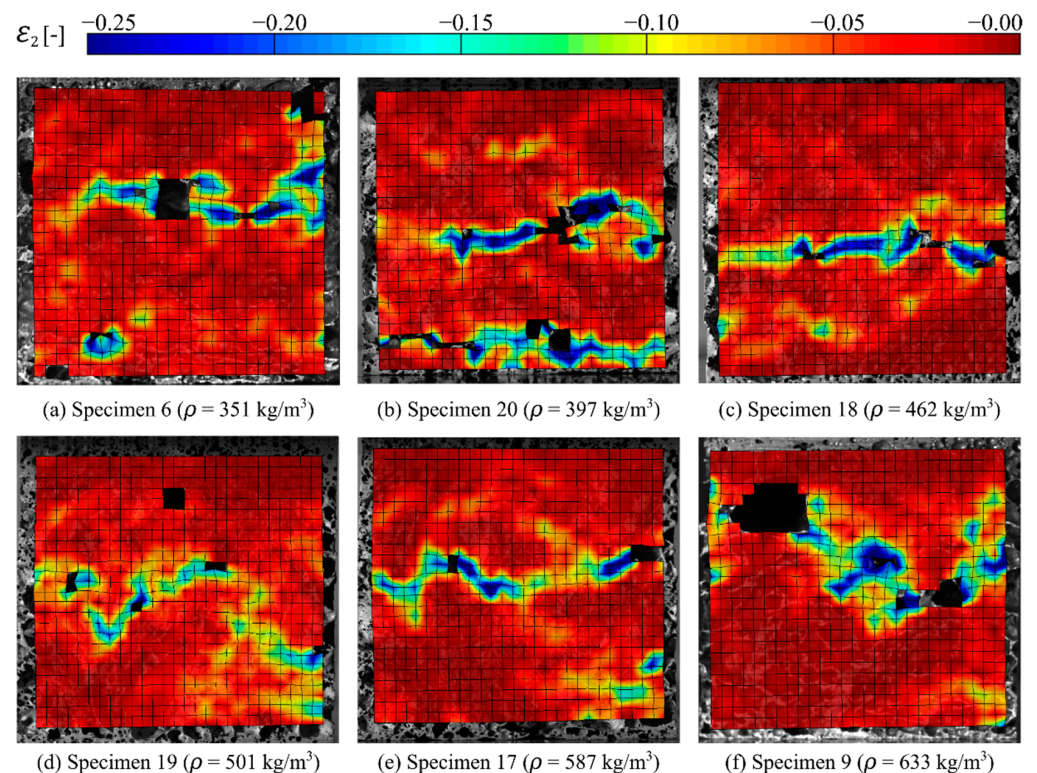 ε₂ [-]
−0.25 −0.20 −0.15 −0.10 −0.05 −0.00
(a) Specimen 6 (ρ = 351 kg/m³) (b) Specimen 20 (ρ = 397 kg/m³) (c) Specimen 18 (ρ = 462 kg/m³)
(d) Specimen 19 (ρ = 501 kg/m³) (e) Specimen 17 (ρ = 587 kg/m³) (f) Specimen 9 (ρ = 633 kg/m³)